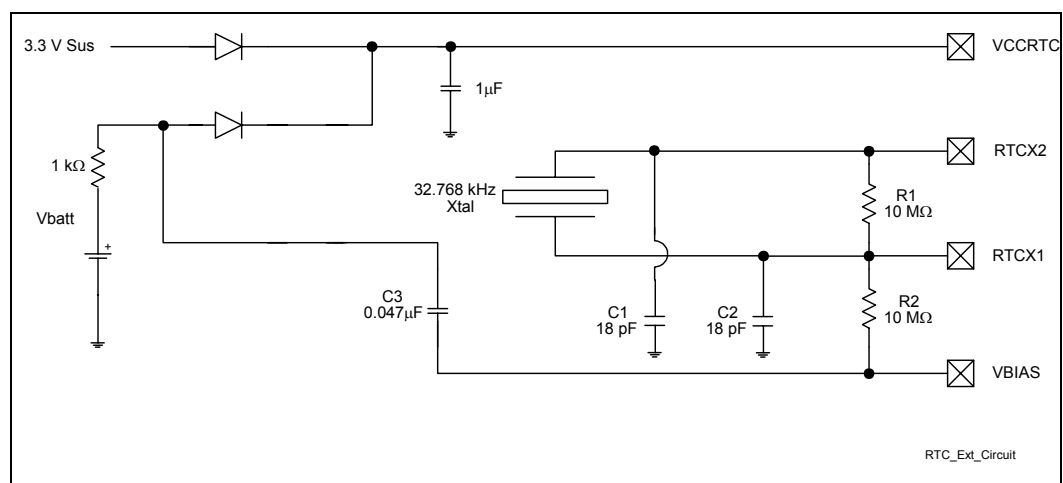 3.3 V Sus
VCCRTC
1μF
1 kΩ
RTCX2
32.768 kHz
Xtal
R1
10 MΩ
Vbatt
+
RTCX1
C3
0.047μF
C1
18 pF
C2
18 pF
R2
10 MΩ
VBIAS
RTC_Ext_Circuit